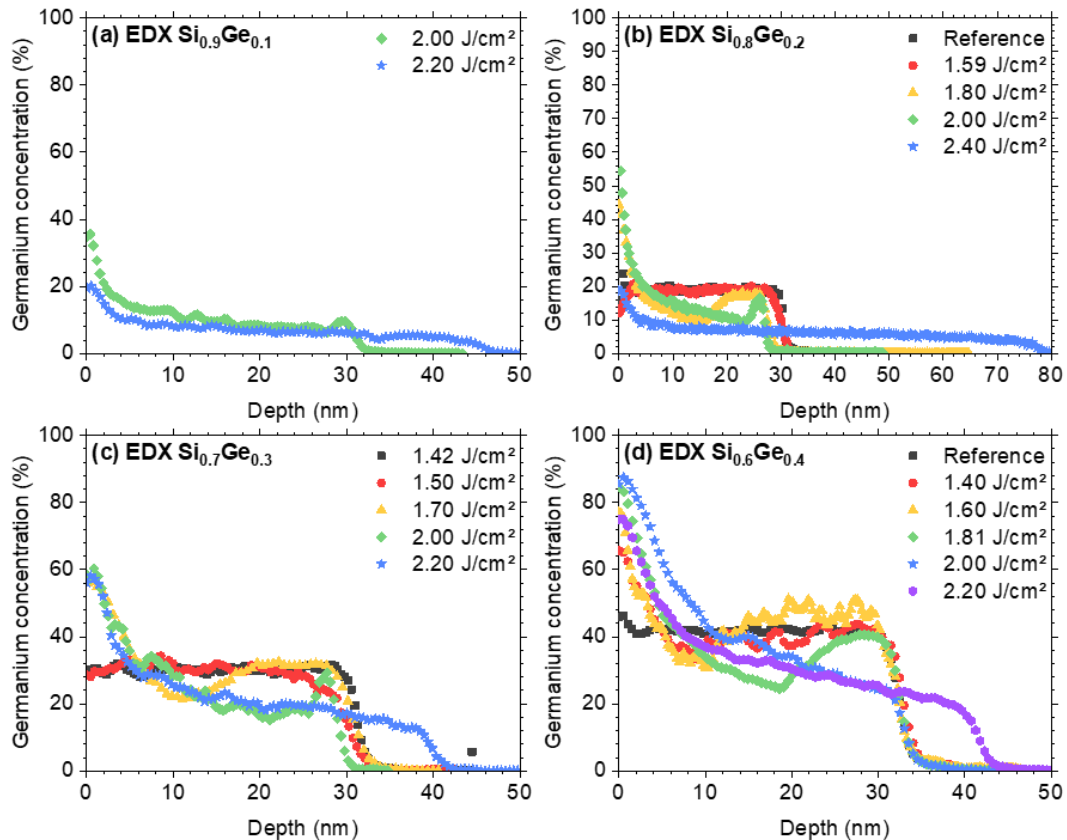 (a) EDX Si0.9Ge0.1
2.00 J/cm²
2.20 J/cm²
Germanium concentration (%)
100
80
60
40
20
0
0 10 20 30 40 50
Depth (nm)
(b) EDX Si0.8Ge0.2
Reference
1.59 J/cm²
1.80 J/cm²
2.00 J/cm²
2.40 J/cm²
Germanium concentration (%)
100
90
80
70
60
50
40
30
20
10
0
0 10 20 30 40 50 60 70 80
Depth (nm)
(c) EDX Si0.7Ge0.3
1.42 J/cm²
1.50 J/cm²
1.70 J/cm²
2.00 J/cm²
2.20 J/cm²
Germanium concentration (%)
100
80
60
40
20
0
0 10 20 30 40 50
Depth (nm)
(d) EDX Si0.6Ge0.4
Reference
1.40 J/cm²
1.60 J/cm²
1.81 J/cm²
2.00 J/cm²
2.20 J/cm²
Germanium concentration (%)
100
80
60
40
20
0
0 10 20 30 40 50
Depth (nm)